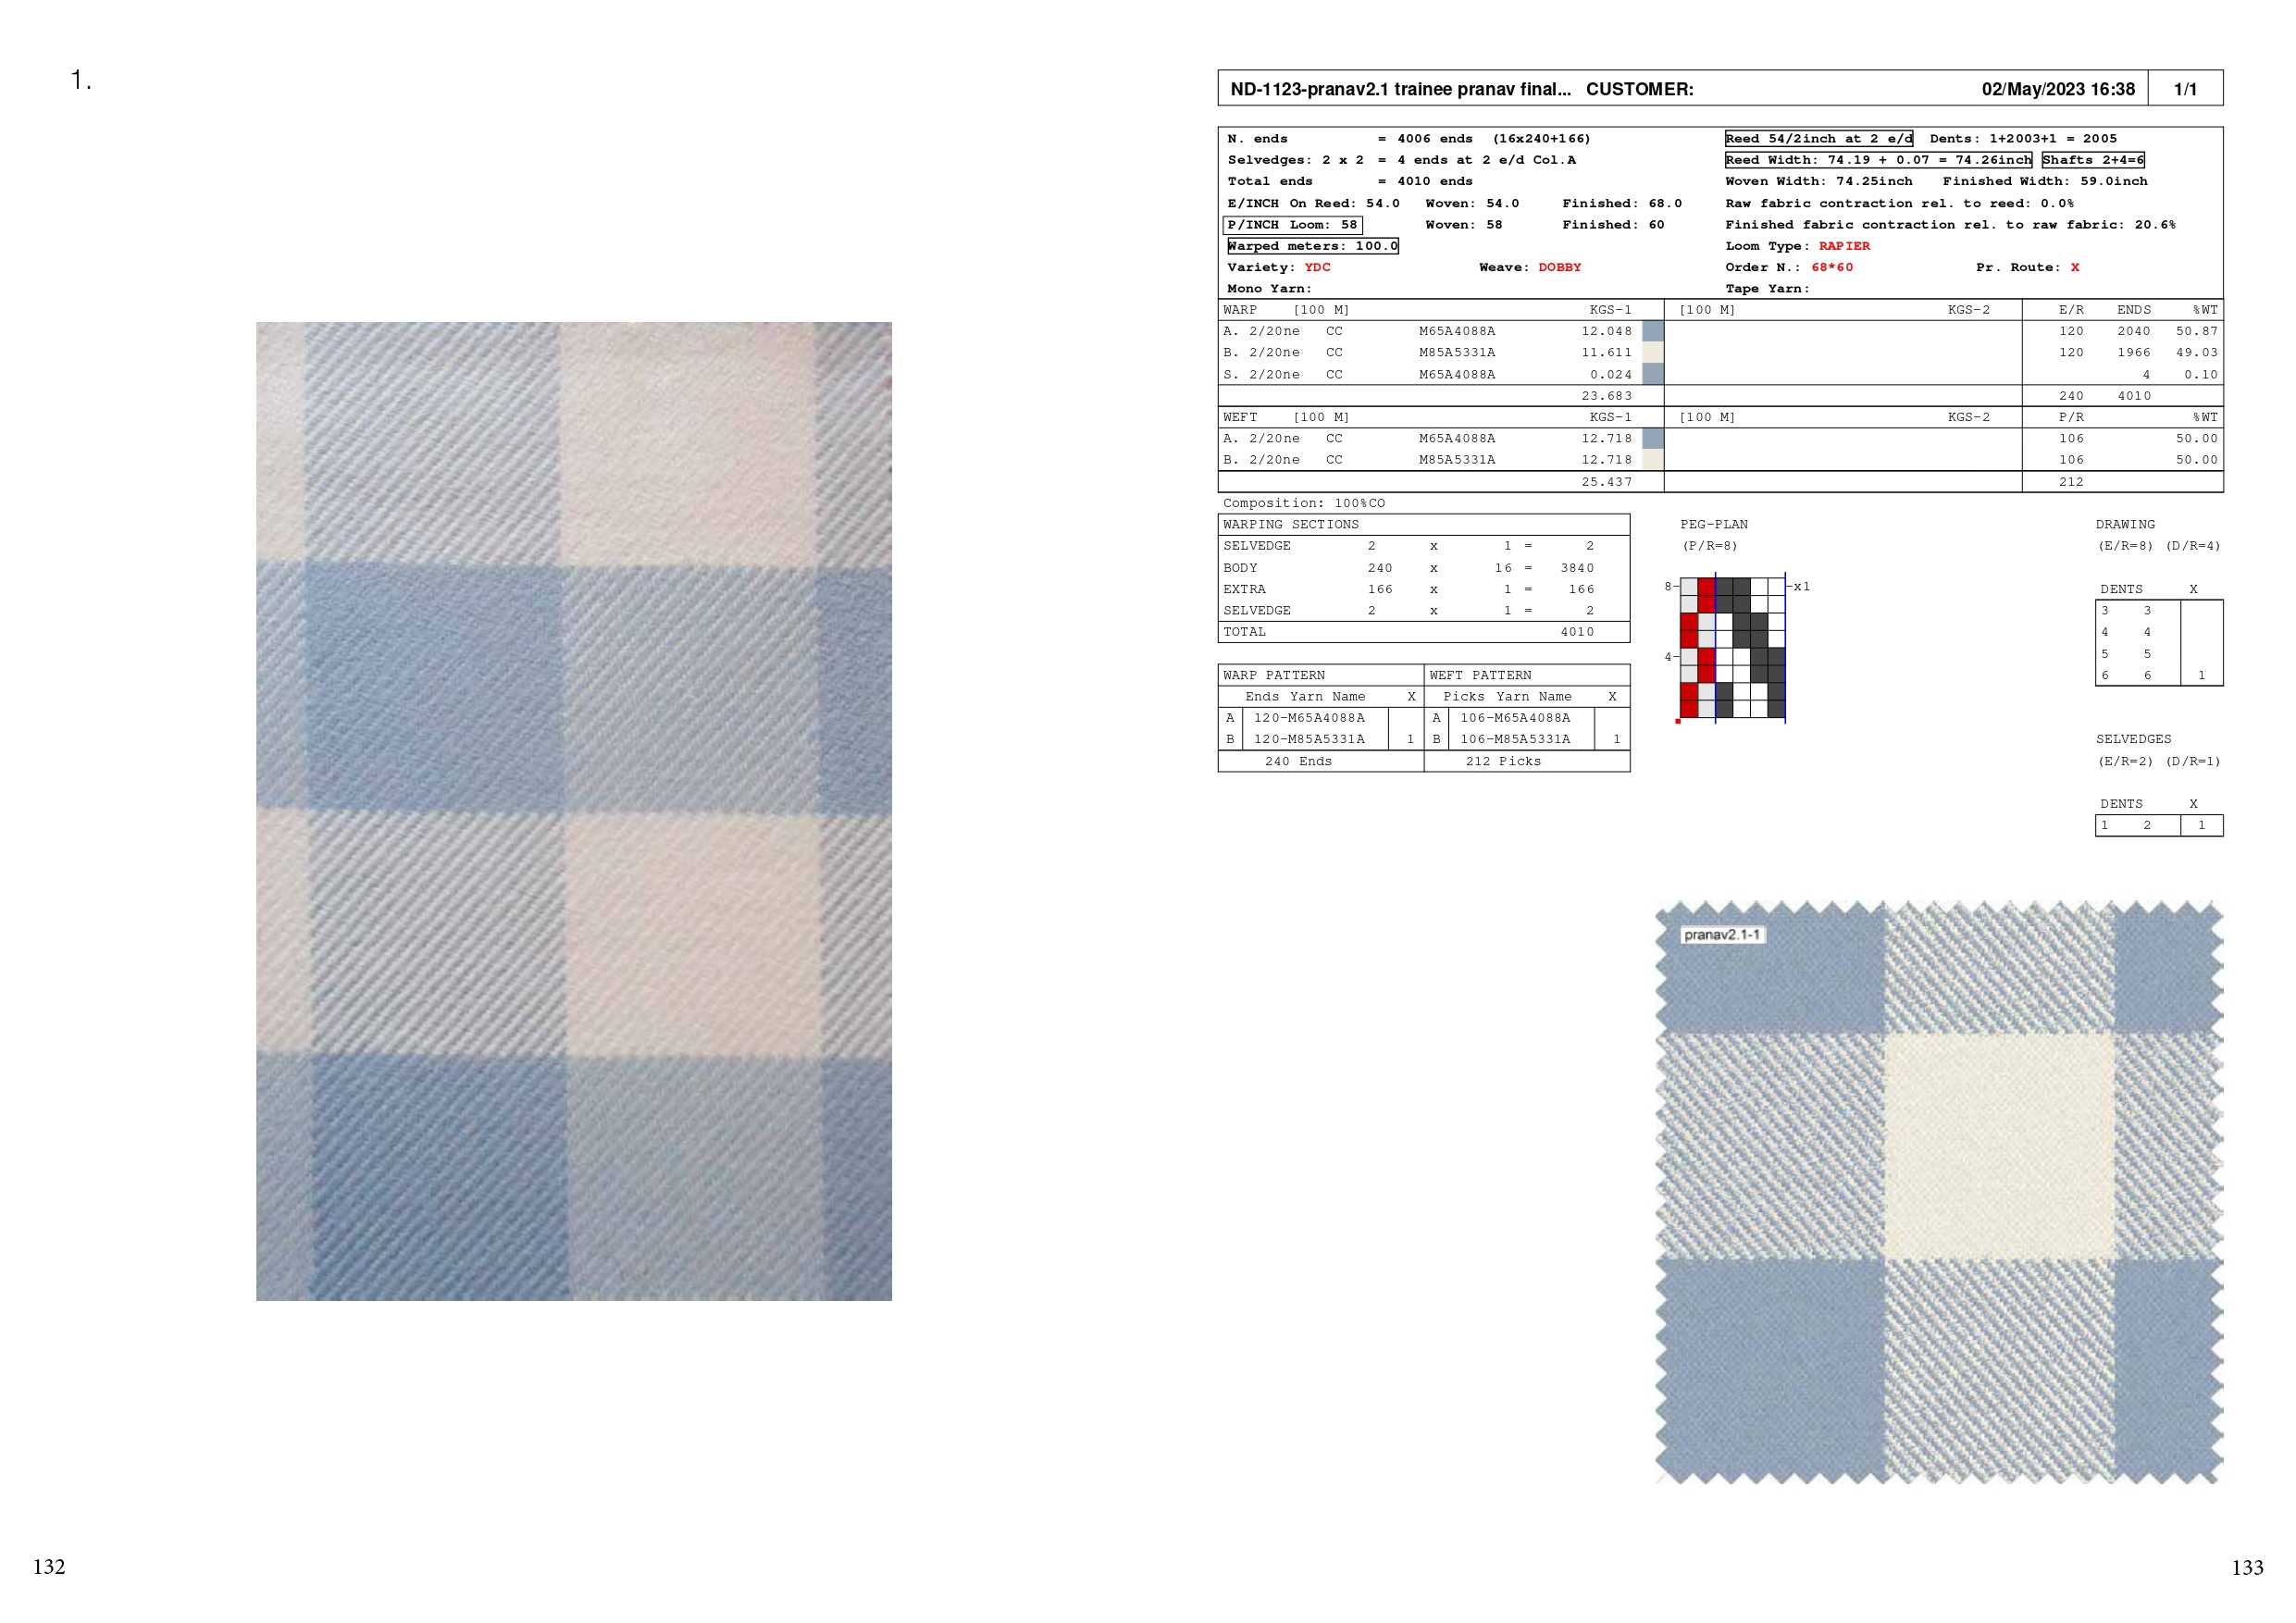 1.
ND-1123-pranav2.1 trainee pranav final... CUSTOMER: 02/May/2023 16:38 1/1
N. ends = 4006 ends (16x240+166) Reed 54/2inch at 2 e/d Dents: 1+2003+1 = 2005
Selvedges: 2 x 2 = 4 ends at 2 e/d Col.A Reed Width: 74.19 + 0.07 = 74.26inch Shafts 2+4=6
Total ends = 4010 ends Woven Width: 74.25inch Finished Width: 59.0inch
E/INCH On Reed: 54.0 Woven: 54.0 Finished: 68.0 Raw fabric contraction rel. to reed: 0.0%
P/INCH Loom: 58 Woven: 58 Finished: 60 Finished fabric contraction rel. to raw fabric: 20.6%
Warped meters: 100.0 Loom Type: RAPIER
Variety: YDC Weave: DOBBY Order N.: 68*60 Pr. Route: X
Mono Yarn: Tape Yarn:
WARP [100 M] KGS-1 [100 M] KGS-2 E/R ENDS %WT
A. 2/20ne CC M65A4088A 12.048 120 2040 50.87
B. 2/20ne CC M85A5331A 11.611 120 1966 49.03
S. 2/20ne CC M65A4088A 0.024 4 0.10
23.683 240 4010
WEFT [100 M] KGS-1 [100 M] KGS-2 P/R %WT
A. 2/20ne CC M65A4088A 12.718 106 50.00
B. 2/20ne CC M85A5331A 12.718 106 50.00
25.437 212
Composition: 100%CO
WARPING SECTIONS
SELVEDGE 2 x 1 = 2
BODY 240 x 16 = 3840
EXTRA 166 x 1 = 166
SELVEDGE 2 x 1 = 2
TOTAL 4010
WARP PATTERN WEFT PATTERN
Ends Yarn Name X Picks Yarn Name X
A 120-M65A4088A A 106-M65A4088A
B 120-M85A5331A 1 B 106-M85A5331A 1
240 Ends 212 Picks
PEG-PLAN
(P/R=8)
8 x1
4
DRAWING
(E/R=8) (D/R=4)
DENTS X
3 3
4 4
5 5
6 6 1
SELVEDGES
(E/R=2) (D/R=1)
DENTS X
1 2 1
pranav2.1-1
132
133